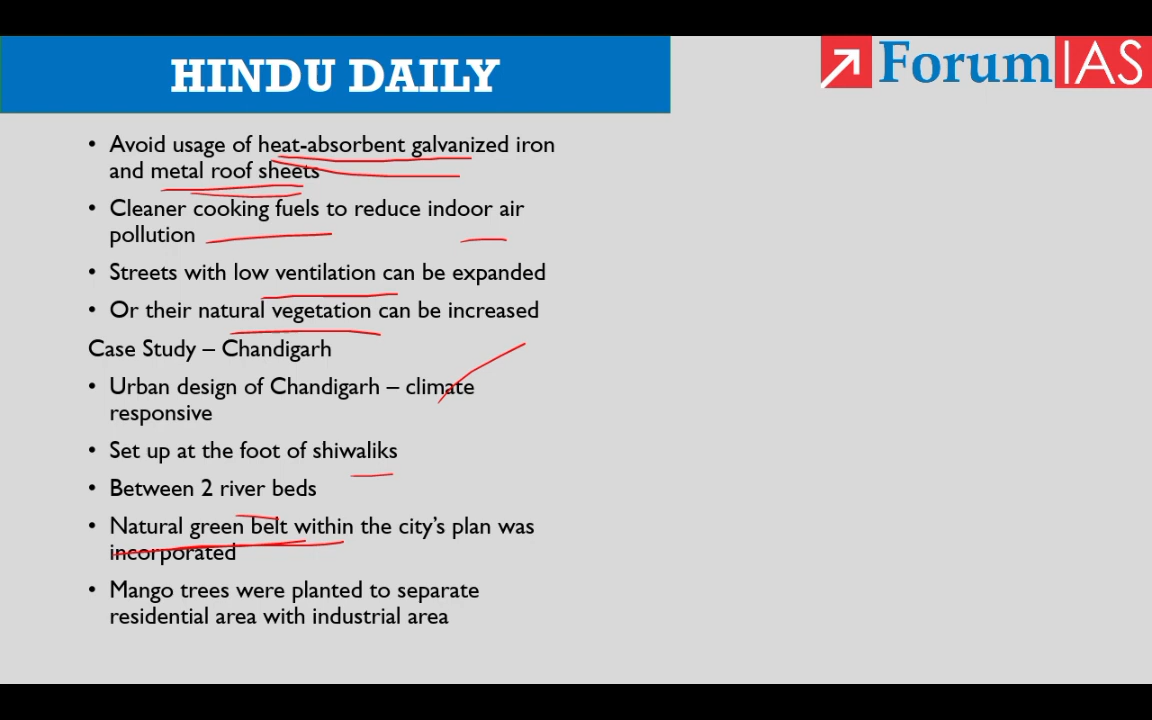 HINDU DAILY
Forum IAS
• Avoid usage of heat-absorbent galvanized iron
and metal roof sheets
• Cleaner cooking fuels to reduce indoor air
pollution
• Streets with low ventilation can be expanded
• Or their natural vegetation can be increased
Case Study – Chandigarh
• Urban design of Chandigarh – climate
responsive
• Set up at the foot of shiwaliks
• Between 2 river beds
• Natural green belt within the city's plan was
incorporated
• Mango trees were planted to separate
residential area with industrial area